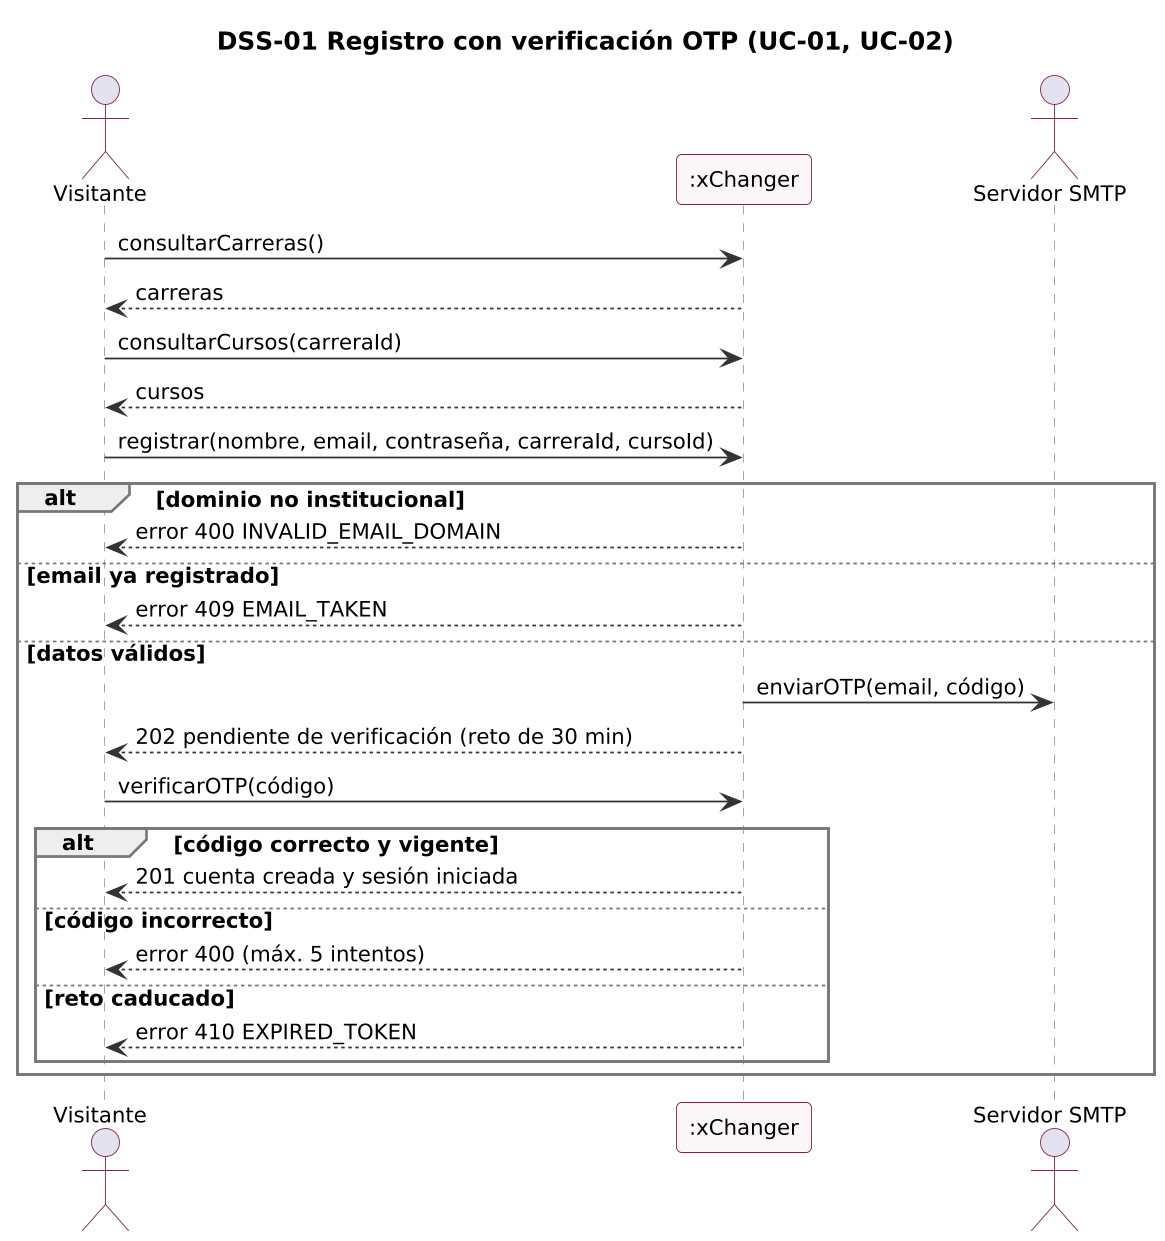 DSS-01 Registro con verificación OTP (UC-01, UC-02)
Visitante
:xChanger
Servidor SMTP
consultarCarreras()
carreras
consultarCursos(carreraId)
cursos
registrar(nombre, email, contraseña, carreraId, cursoId)
alt [dominio no institucional]
error 400 INVALID_EMAIL_DOMAIN
[email ya registrado]
error 409 EMAIL_TAKEN
[datos válidos]
enviarOTP(email, código)
202 pendiente de verificación (reto de 30 min)
verificarOTP(código)
alt [código correcto y vigente]
201 cuenta creada y sesión iniciada
[código incorrecto]
error 400 (máx. 5 intentos)
[reto caducado]
error 410 EXPIRED_TOKEN
Visitante
:xChanger
Servidor SMTP